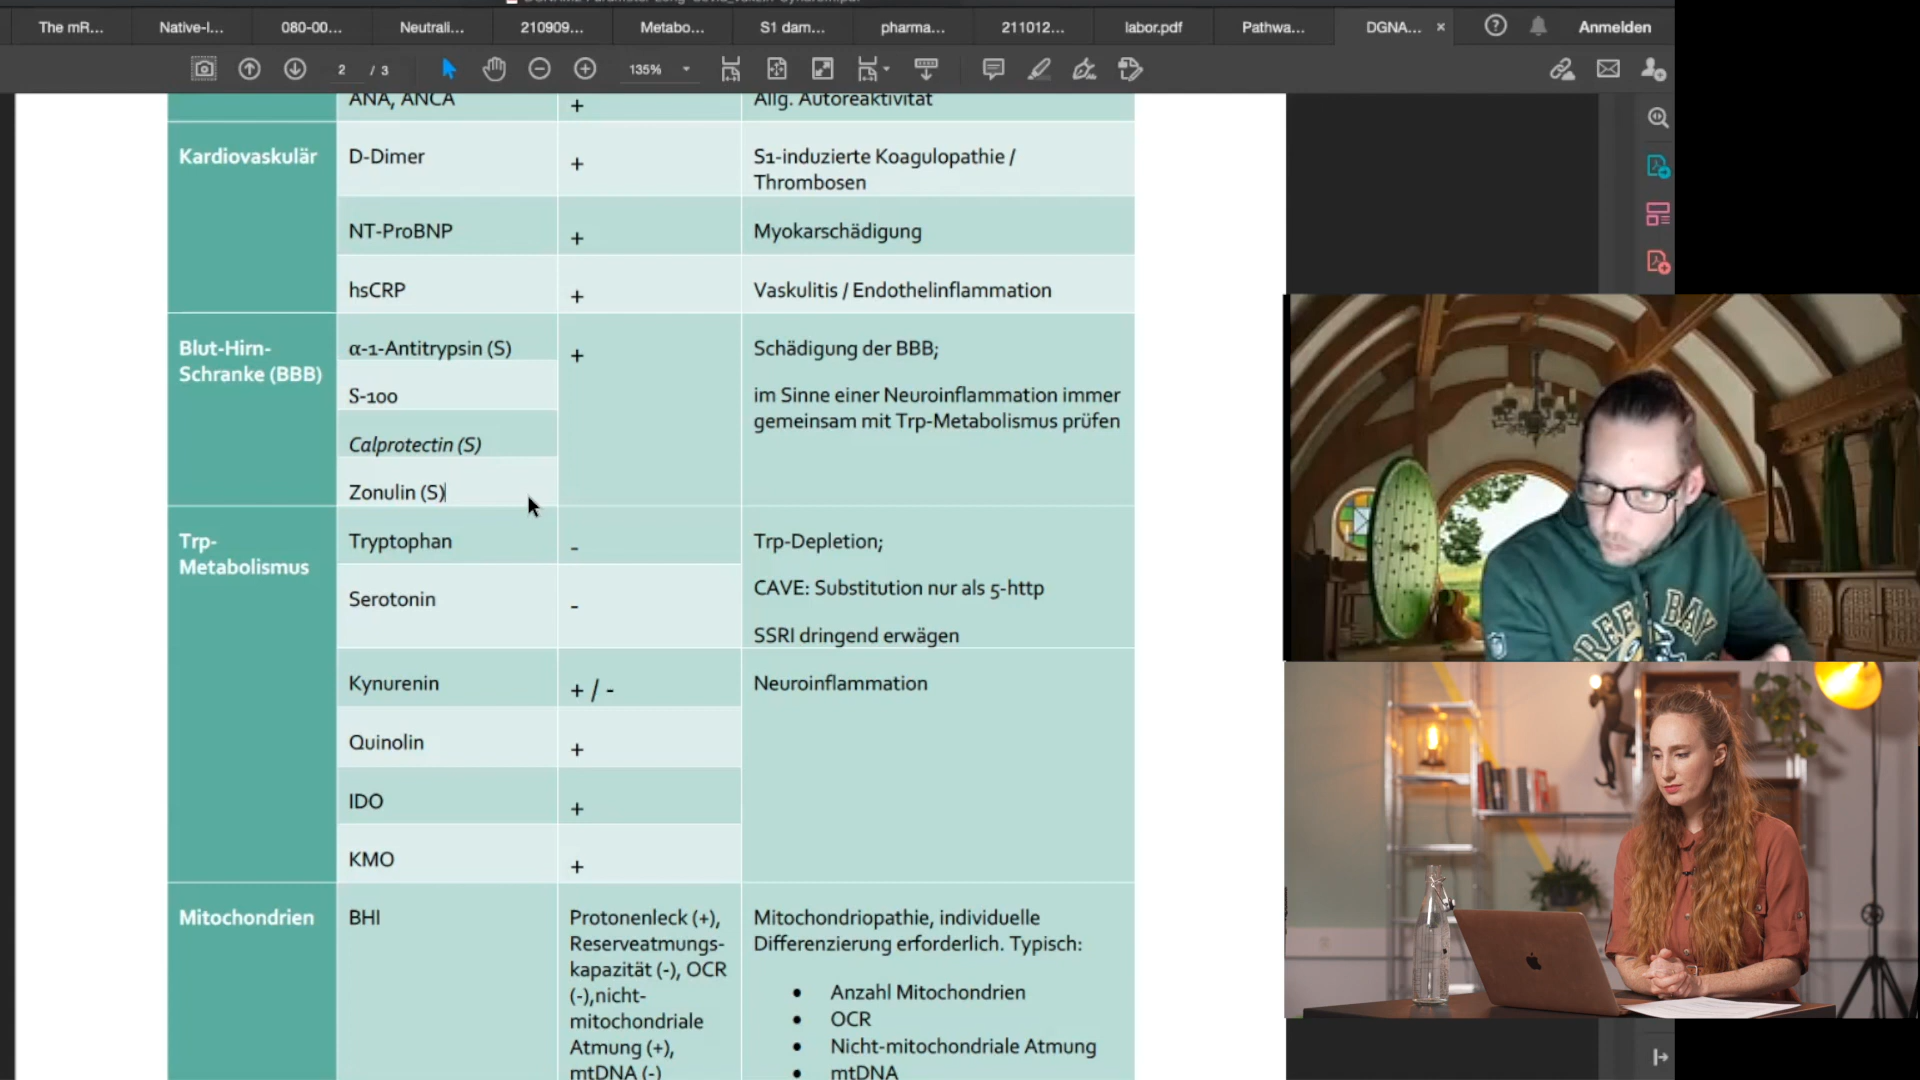 The mR...
Native-l...
080-00...
Neutrali...
210909...
Metabo...
S1 dam...
pharma...
211012...
labor.pdf
Pathwa...
DGNA...
Anmelden
2 / 3
135%
ANA, ANCA
+
Allg. Autoreaktivität
Kardiovaskulär
D-Dimer
+
S1-induzierte Koagulopathie /
Thrombosen
NT-ProBNP
+
Myokarschädigung
hsCRP
+
Vaskulitis / Endothelinflammation
Blut-Hirn-
Schranke (BBB)
α-1-Antitrypsin (S)
+
Schädigung der BBB;
S-100
im Sinne einer Neuroinflammation immer
gemeinsam mit Trp-Metabolismus prüfen
Calprotectin (S)
Zonulin (S)
Trp-
Metabolismus
Tryptophan
-
Trp-Depletion;
CAVE: Substitution nur als 5-http
Serotonin
-
SSRI dringend erwägen
Kynurenin
+ / -
Neuroinflammation
Quinolin
+
IDO
+
KMO
+
Mitochondrien
BHI
Protonenleck (+),
Reserveatmungs-
kapazität (-), OCR
(-),nicht-
mitochondriale
Atmung (+),
mtDNA (-)
Mitochondriopathie, individuelle
Differenzierung erforderlich. Typisch:
• Anzahl Mitochondrien
• OCR
• Nicht-mitochondriale Atmung
• mtDNA